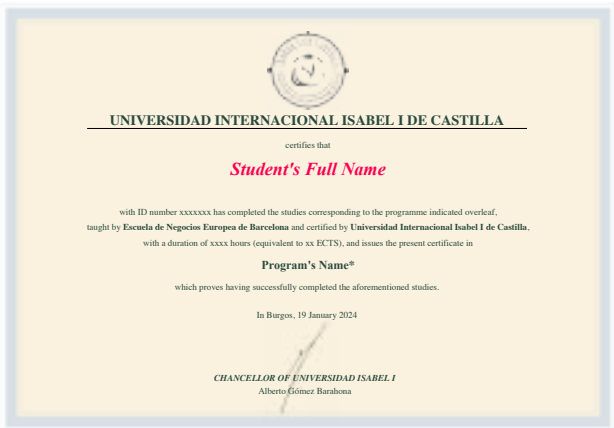 UNIVERSIDAD INTERNACIONAL ISABEL I DE CASTILLA
certifies that
Student's Full Name
with ID number xxxxxxx has completed the studies corresponding to the programme indicated overleaf,
taught by Escuela de Negocios Europea de Barcelona and certified by Universidad Internacional Isabel I de Castilla,
with a duration of xxxx hours (equivalent to xx ECTS), and issues the present certificate in
Program's Name*
which proves having successfully completed the aforementioned studies.
In Burgos, 19 January 2024
CHANCELLOR OF UNIVERSIDAD ISABEL I
Alberto Gómez Barahona